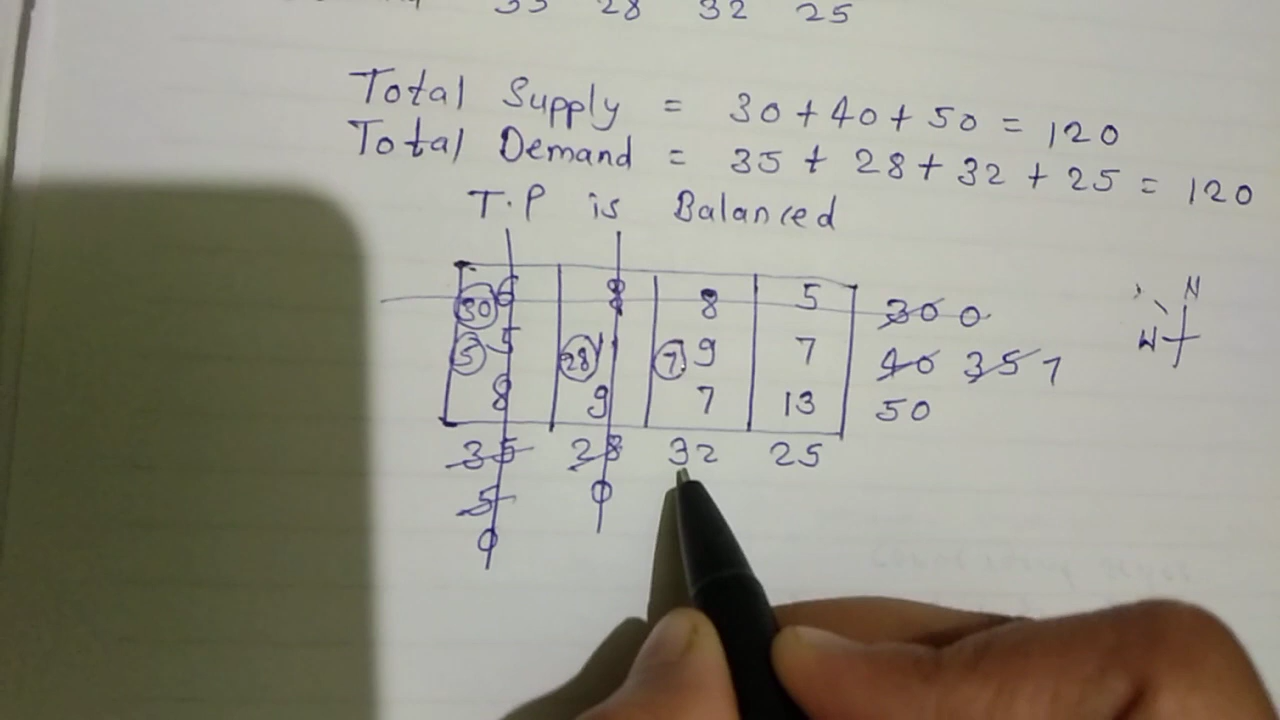 28 32 25
Total Supply = 30 + 40 + 50 = 120
Total Demand = 35 + 28 + 32 + 25 = 120
T.P is Balanced
30 6 8 8 5 30 0
5 5 28 7 9 7 40 35 7
8 9 7 13 50
35 28 32 25
5 0
0
N
W